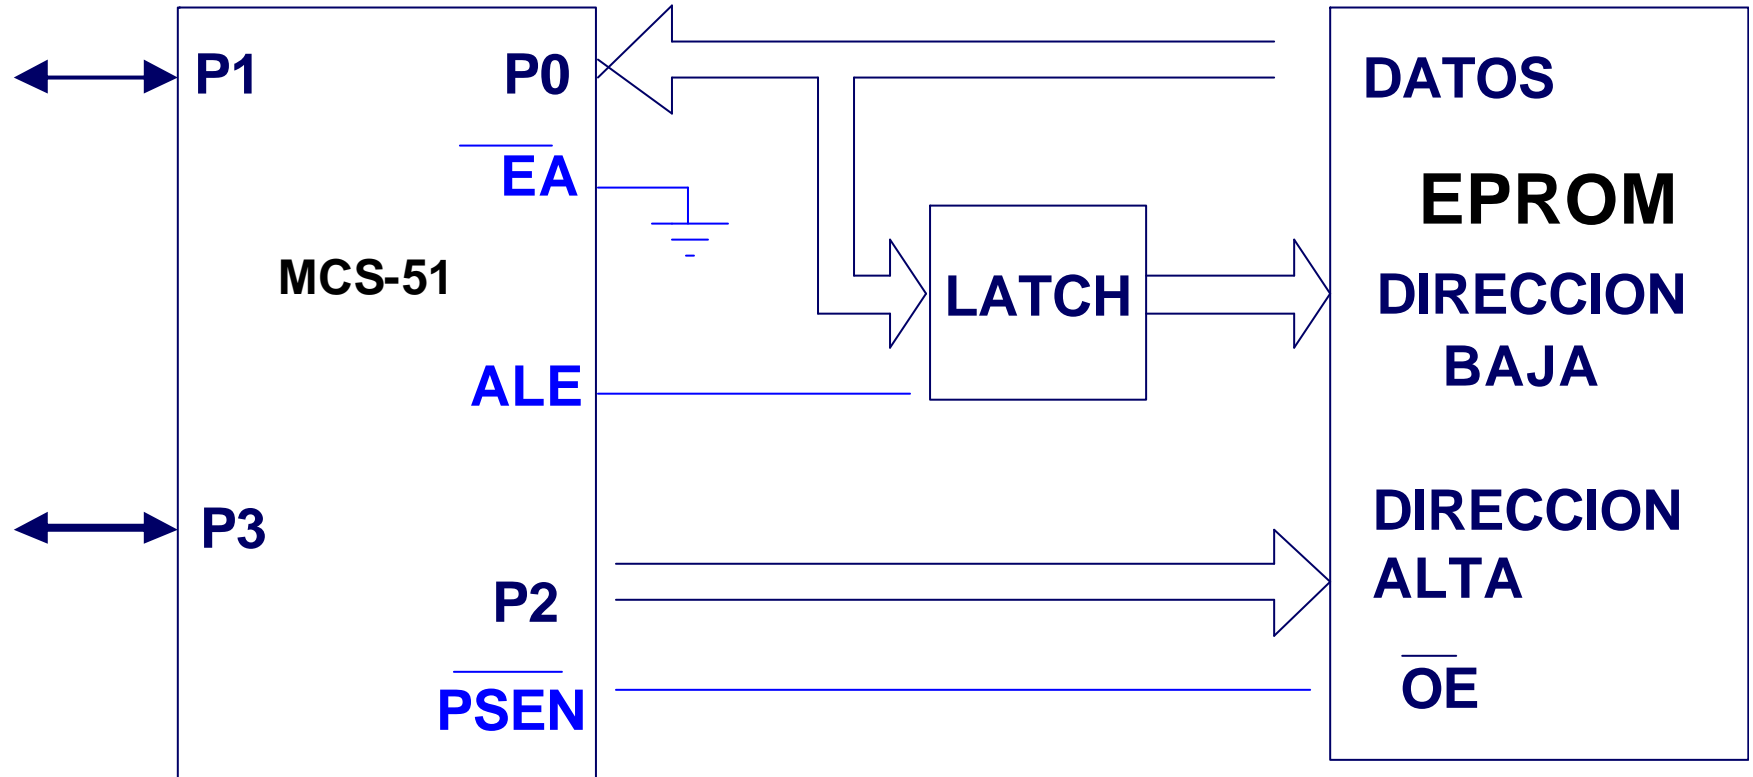 P1
P0
EA
MCS-51
ALE
P3
P2
PSEN
LATCH
DATOS
EPROM
DIRECCION
BAJA
DIRECCION
ALTA
OE